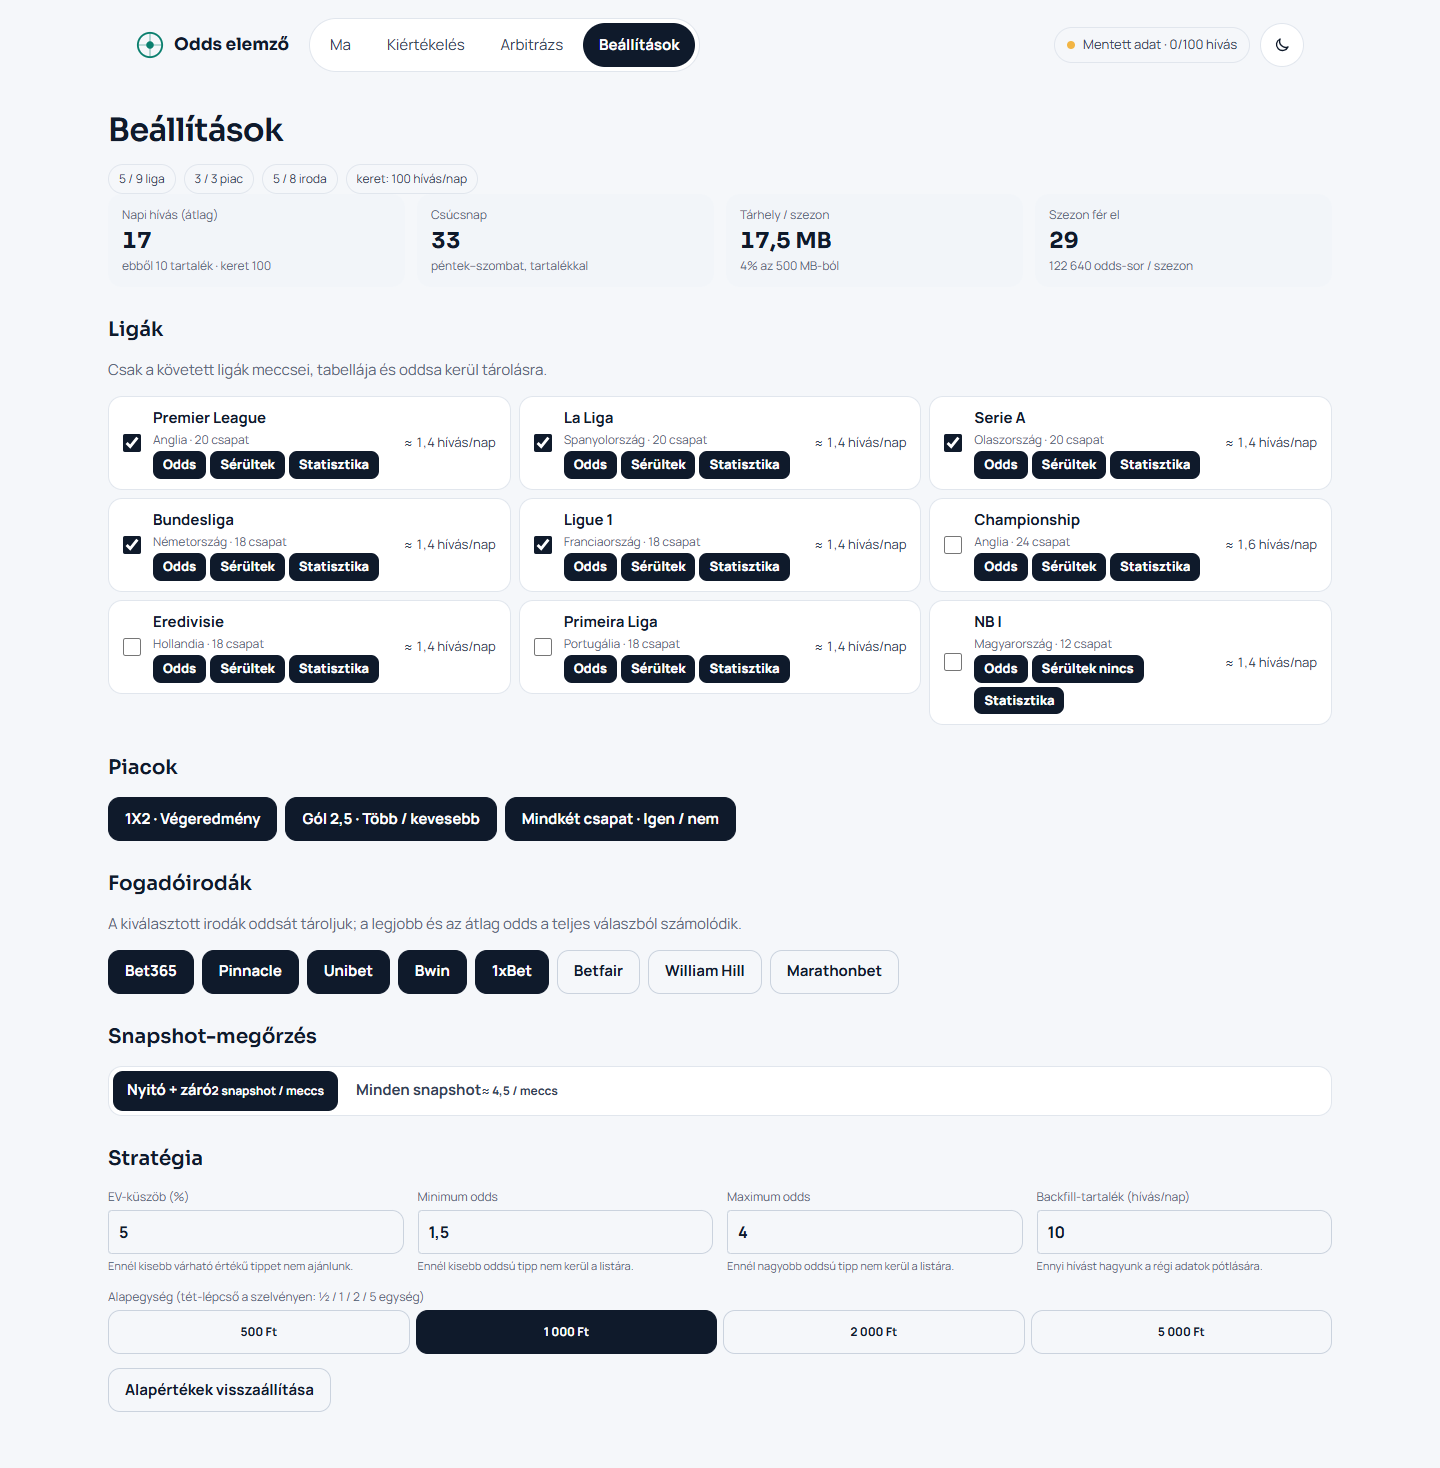 Odds elemző
Ma
Kiértékelés
Arbitrázs
Beállítások
Mentett adat · 0/100 hívás
Beállítások
5 / 9 liga
3 / 3 piac
5 / 8 iroda
keret: 100 hívás/nap
Napi hívás (átlag)
17
ebből 10 tartalék · keret 100
Csúcsnap
33
péntek–szombat, tartalékkal
Tárhely / szezon
17,5 MB
4% az 500 MB-ból
Szezon fér el
29
122 640 odds-sor / szezon
Ligák
Csak a követett ligák meccsei, tabellája és oddsa kerül tárolásra.
Premier League
Anglia · 20 csapat
Odds Sérültek Statisztika
≈ 1,4 hívás/nap
La Liga
Spanyolország · 20 csapat
Odds Sérültek Statisztika
≈ 1,4 hívás/nap
Serie A
Olaszország · 20 csapat
Odds Sérültek Statisztika
≈ 1,4 hívás/nap
Bundesliga
Németország · 18 csapat
Odds Sérültek Statisztika
≈ 1,4 hívás/nap
Ligue 1
Franciaország · 18 csapat
Odds Sérültek Statisztika
≈ 1,4 hívás/nap
Championship
Anglia · 24 csapat
Odds Sérültek Statisztika
≈ 1,6 hívás/nap
Eredivisie
Hollandia · 18 csapat
Odds Sérültek Statisztika
≈ 1,4 hívás/nap
Primeira Liga
Portugália · 18 csapat
Odds Sérültek Statisztika
≈ 1,4 hívás/nap
NB I
Magyarország · 12 csapat
Odds Sérültek nincs
Statisztika
≈ 1,4 hívás/nap
Piacok
1X2 · Végeredmény
Gól 2,5 · Több / kevesebb
Mindkét csapat · Igen / nem
Fogadóirodák
A kiválasztott irodák oddsát tároljuk; a legjobb és az átlag odds a teljes válaszból számolódik.
Bet365
Pinnacle
Unibet
Bwin
1xBet
Betfair
William Hill
Marathonbet
Snapshot-megőrzés
Nyitó + záró2 snapshot / meccs
Minden snapshot≈ 4,5 / meccs
Stratégia
EV-küszöb (%)
5
Ennél kisebb várható értékű tippet nem ajánlunk.
Minimum odds
1,5
Ennél kisebb oddsú tipp nem kerül a listára.
Maximum odds
4
Ennél nagyobb oddsú tipp nem kerül a listára.
Backfill-tartalék (hívás/nap)
10
Ennyi hívást hagyunk a régi adatok pótlására.
Alapegység (tét-lépcső a szelvényen: ½ / 1 / 2 / 5 egység)
500 Ft
1 000 Ft
2 000 Ft
5 000 Ft
Alapértékek visszaállítása